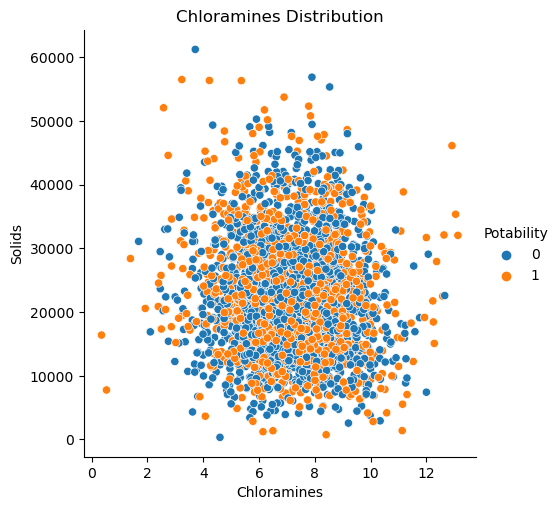 Chloramines Distribution
60000
50000
40000
30000
20000
10000
0
Solids
0 2 4 6 8 10 12
Chloramines
Potability
0
1